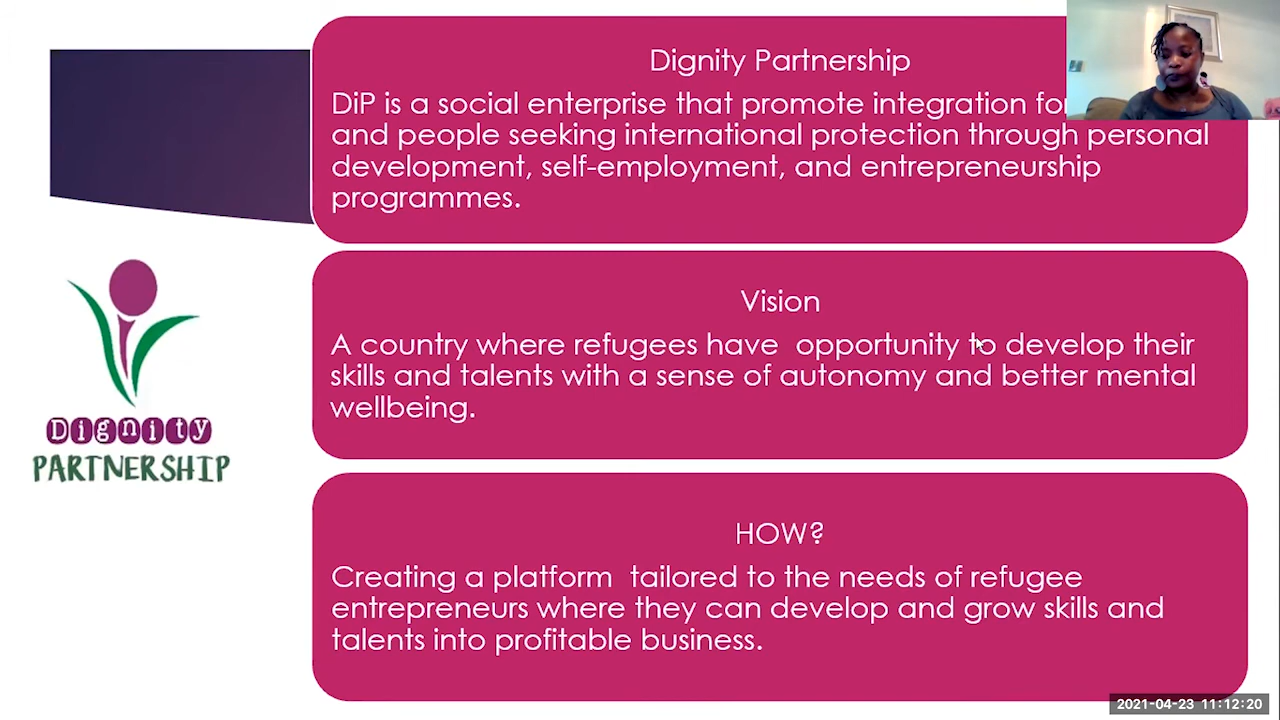 Dignity Partnership
DiP is a social enterprise that promote integration for
and people seeking international protection through personal
development, self-employment, and entrepreneurship
programmes.
Vision
A country where refugees have opportunity to develop their
skills and talents with a sense of autonomy and better mental
wellbeing.
Dignity
PARTNERSHIP
HOW?
Creating a platform tailored to the needs of refugee
entrepreneurs where they can develop and grow skills and
talents into profitable business.
2021-04-23 11:12:20